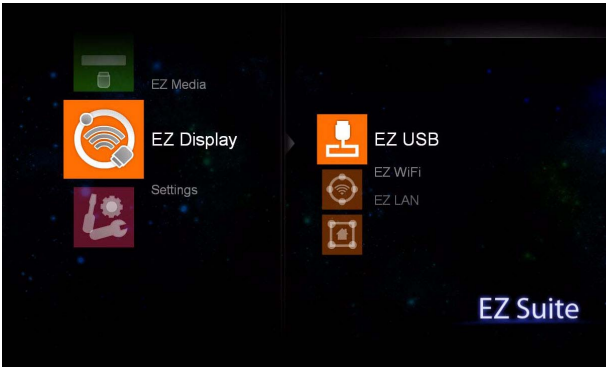 EZ Media
EZ Display
Settings
EZ USB
EZ WiFi
EZ LAN
EZ Suite